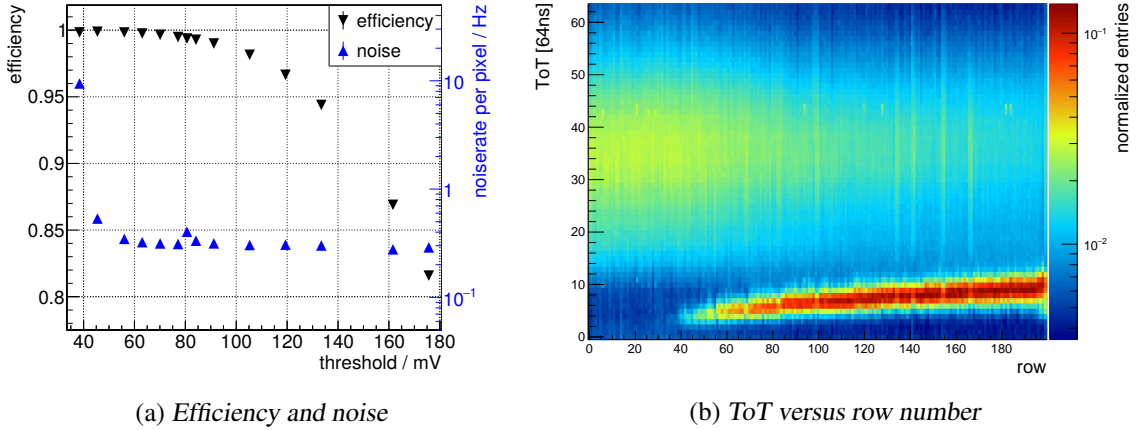 efficiency
1
0.95
0.9
0.85
0.8
efficiency
noise
noiserate per pixel / Hz
10
1
10⁻¹
40 60 80 100 120 140 160 180
threshold / mV
(a) Efficiency and noise
ToT [64ns]
60
50
40
30
20
10
0
0 20 40 60 80 100 120 140 160 180
row
normalized entries
10⁻¹
10⁻²
(b) ToT versus row number